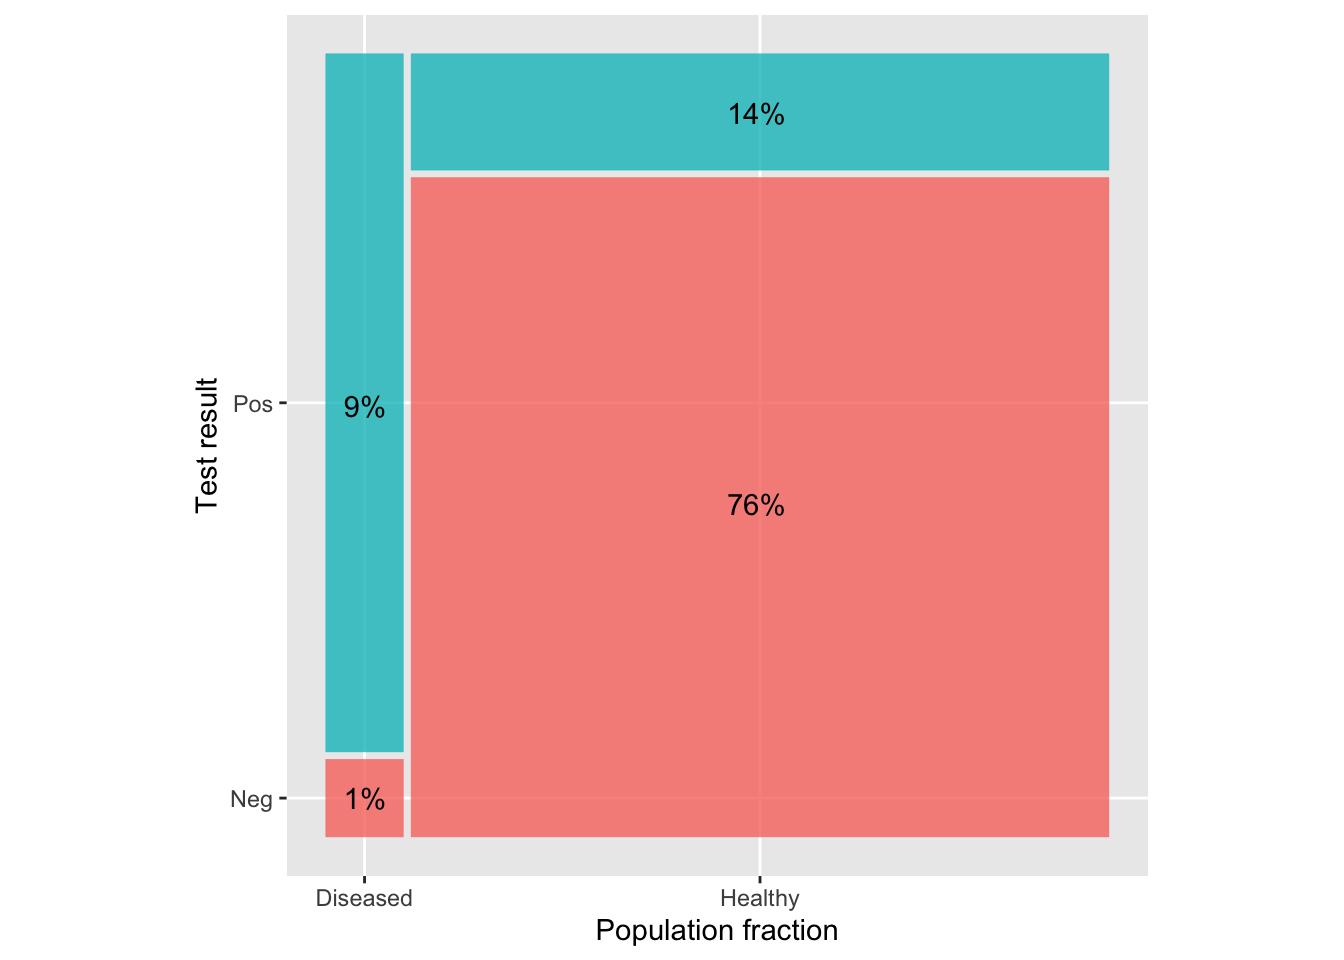 14%
9%
76%
1%
Test result
Pos
Neg
Diseased
Healthy
Population fraction